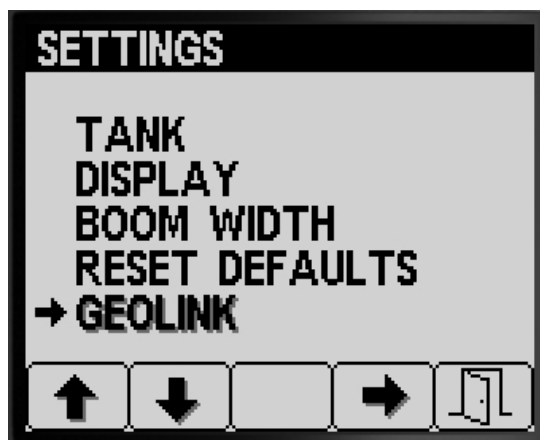 SETTINGS
TANK
DISPLAY
BOOM WIDTH
RESET DEFAULTS
GEOLINK